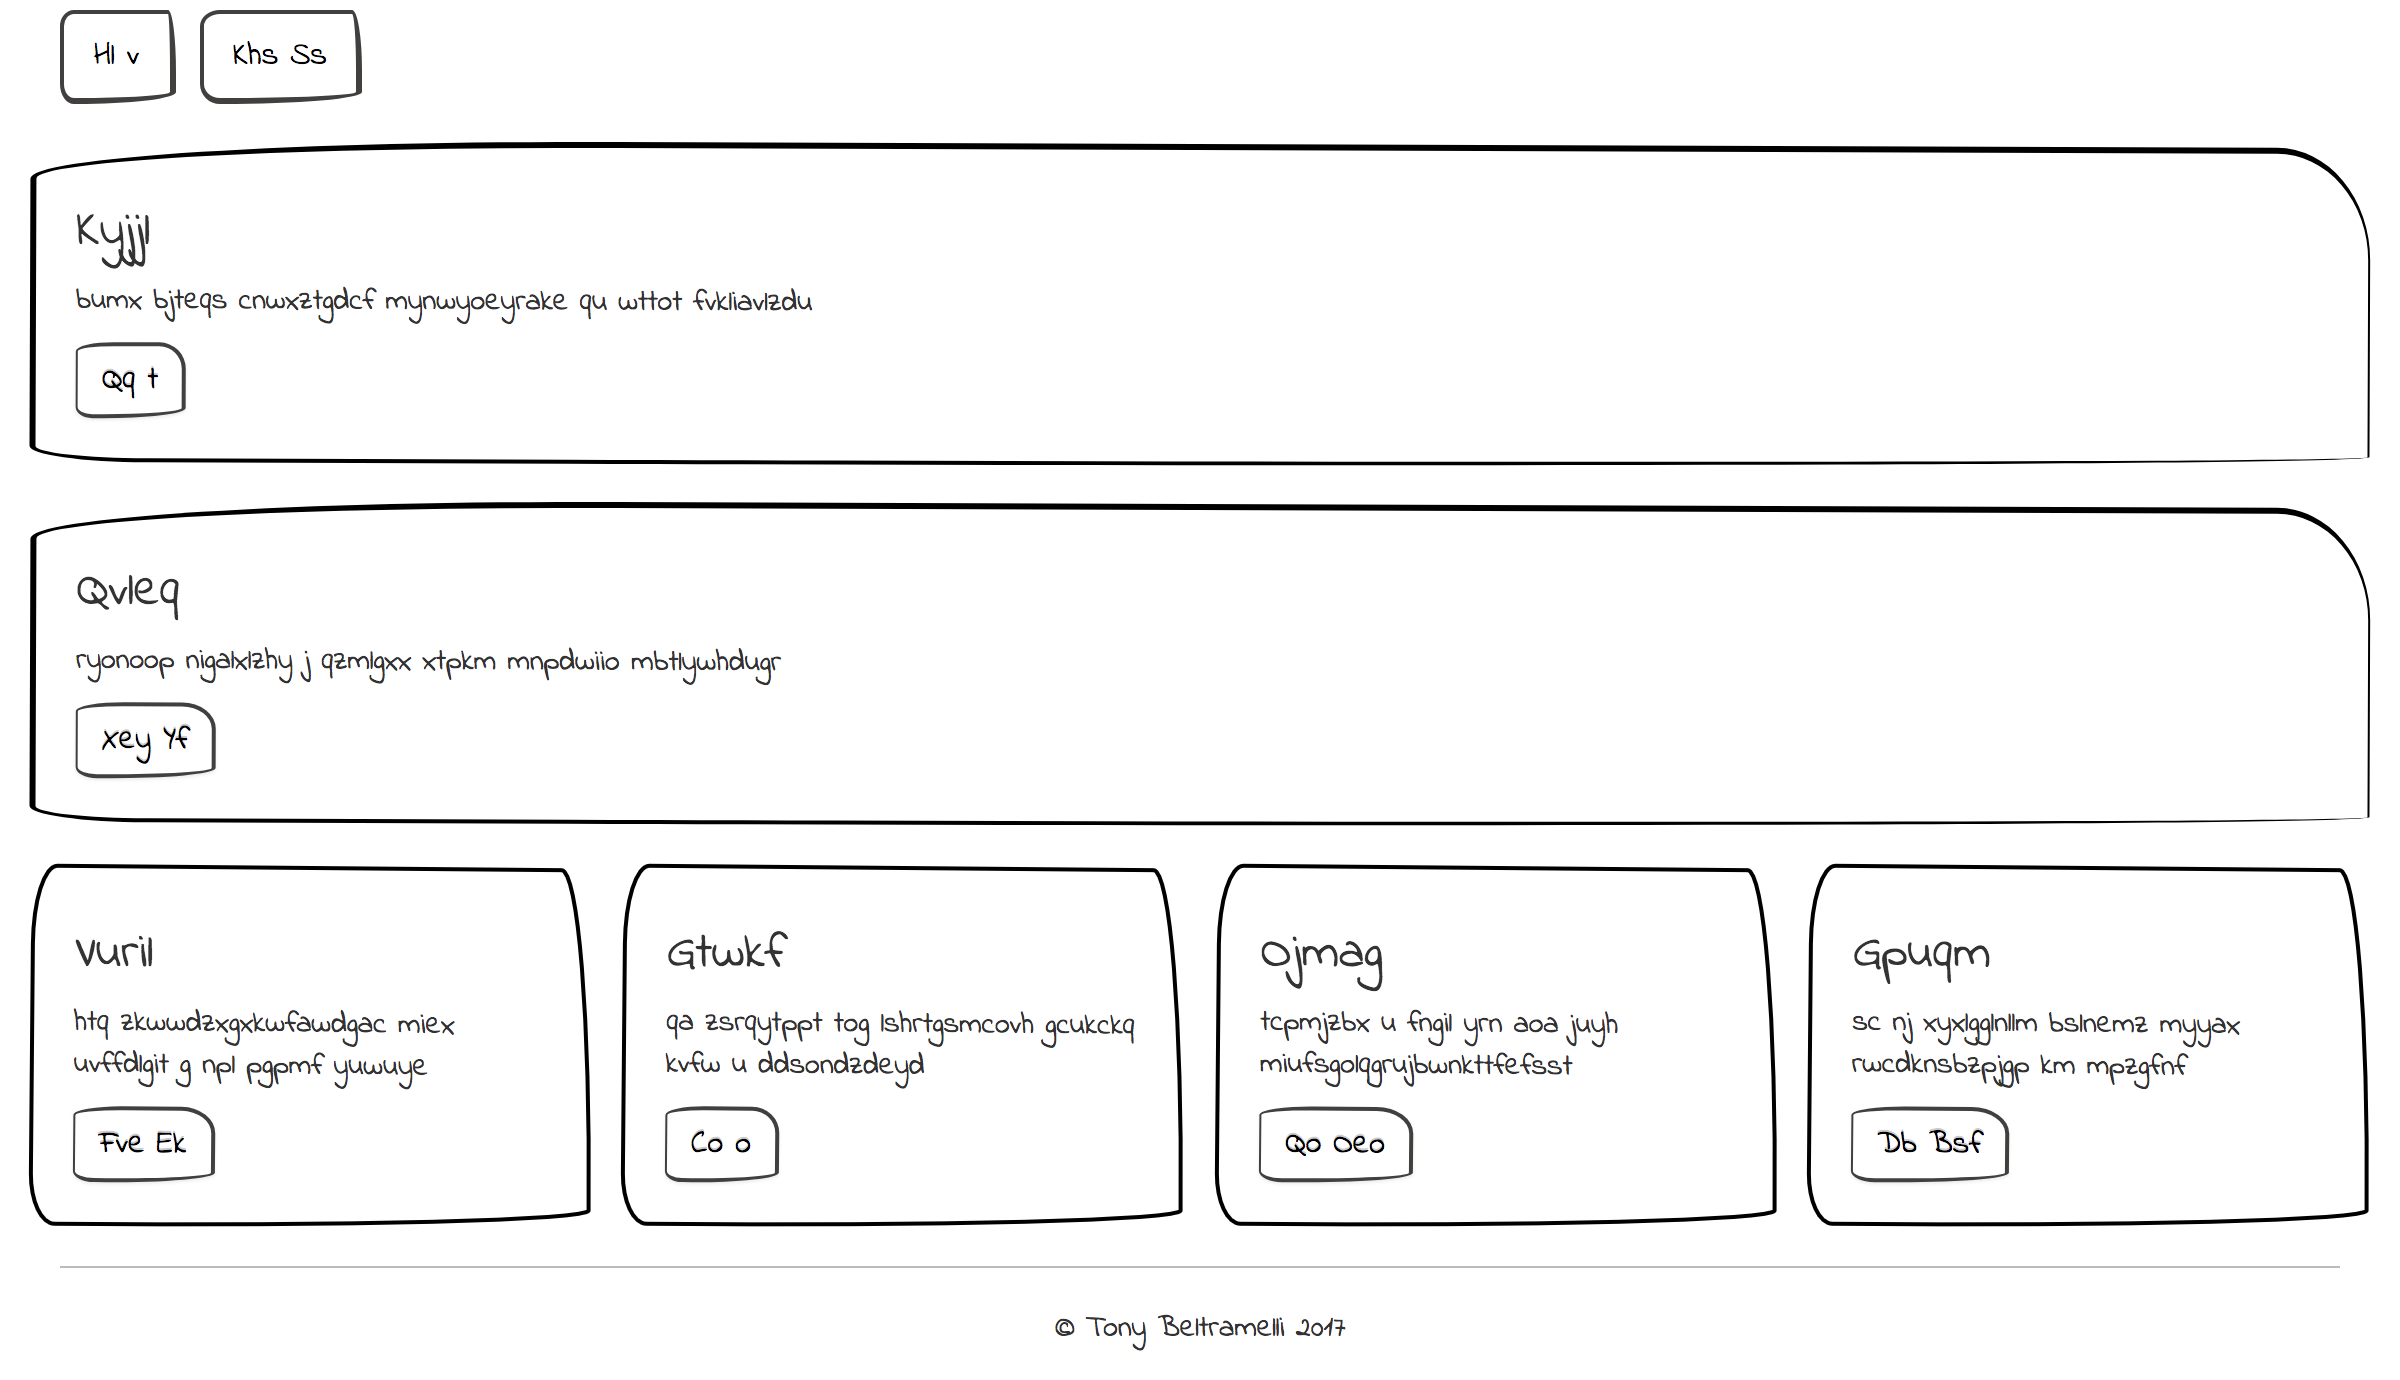 Hl v
Khs Ss
Kyjjl
bumx bjteqs cnwxztgdcf mynwyoeyrake qu wttot fvkliavlzdu
Qq t
Qvleq
ryonoop nigalxlzhy j qzmlgxx xtpkm mnpdwiio mbtlywhdugr
Xey Yf
Vuril
htq zkwwdzxgxkwfawdgac miex
uvffdlgit g npl pgpmf yuwuye
Fve Ek
Gtwkf
qa zsrqytppt tog lshrtgsmcovh gcukckq
kvfw u ddsondzdeyd
Co o
Ojmag
tcpmjzbx u fngil yrn aoa juyh
miufsgolqgrujbwnkttfefsst
Qo Oeo
Gpuqm
sc nj xyxlgglnllm bslnemz myyax
rwcdknsbzpjgp km mpzgfnf
Db Bsf
© Tony Beltramelli 2017